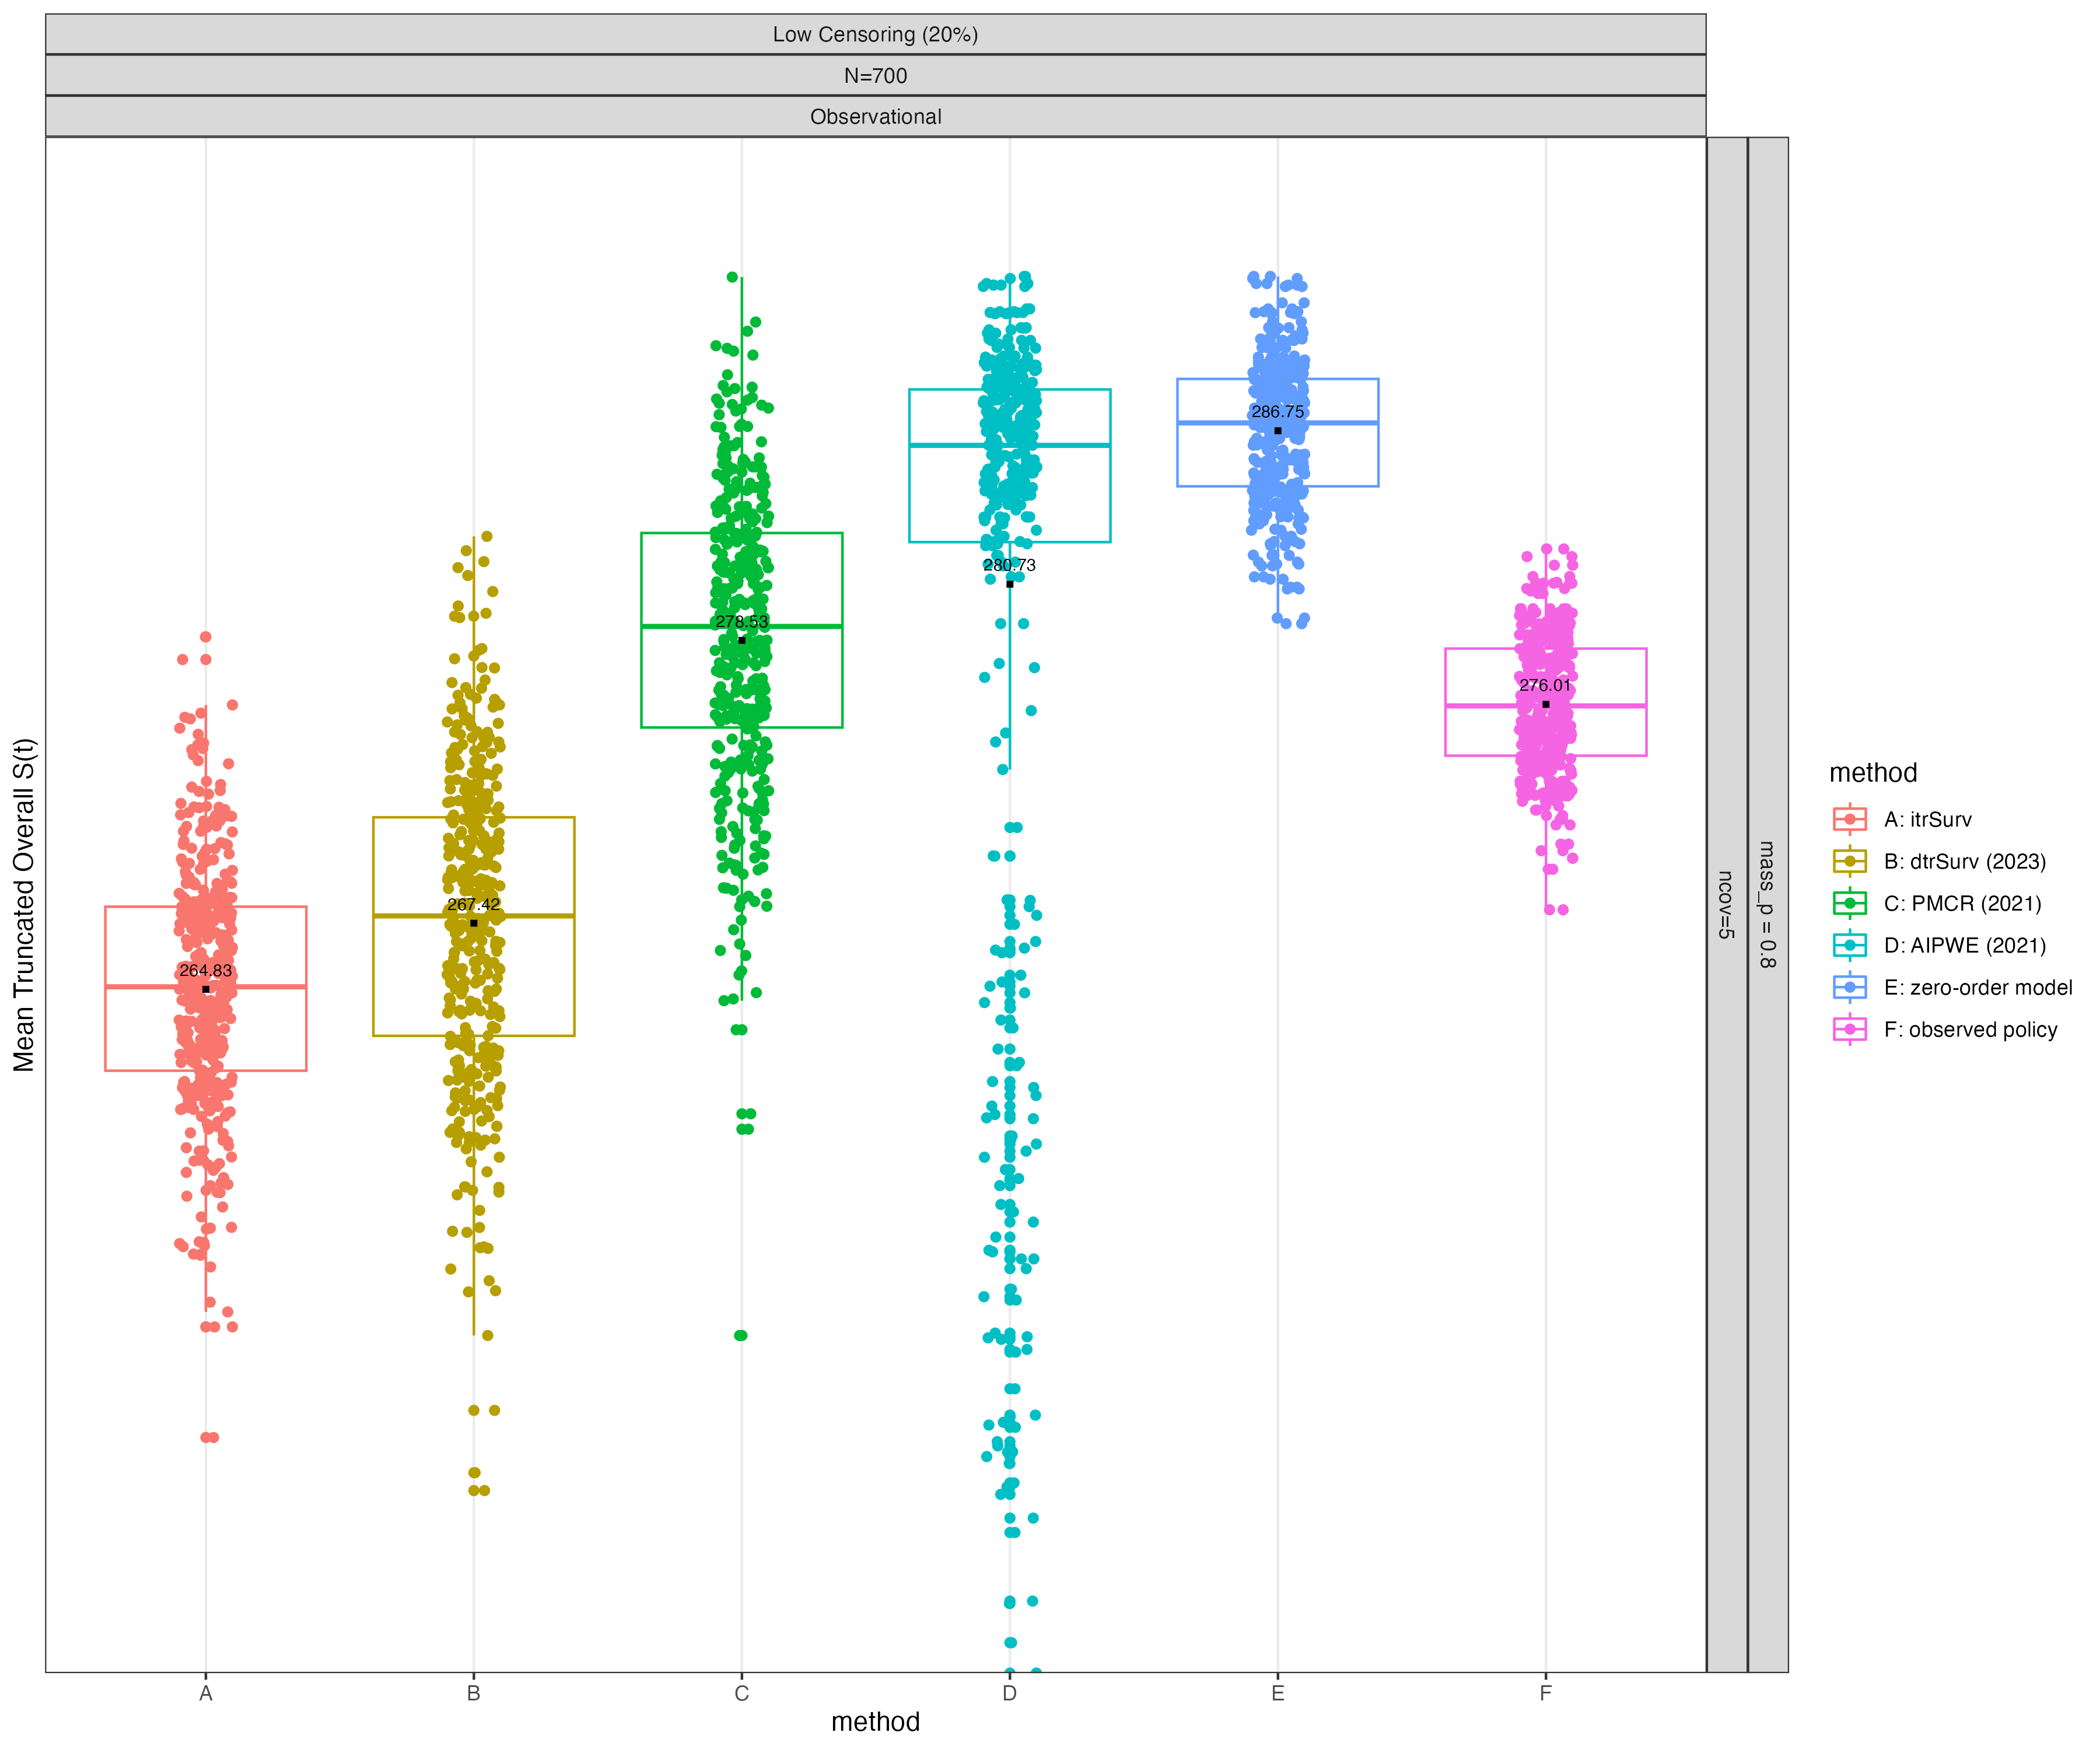 Low Censoring (20%)
N=700
Observational
286.75
280.73
278.53
276.01
267.42
264.83
Mean Truncated Overall S(t)
ncov=5
mass_p = 0.8
A
B
C
D
E
F
method
method
A: itrSurv
B: dtrSurv (2023)
C: PMCR (2021)
D: AIPWE (2021)
E: zero-order model
F: observed policy